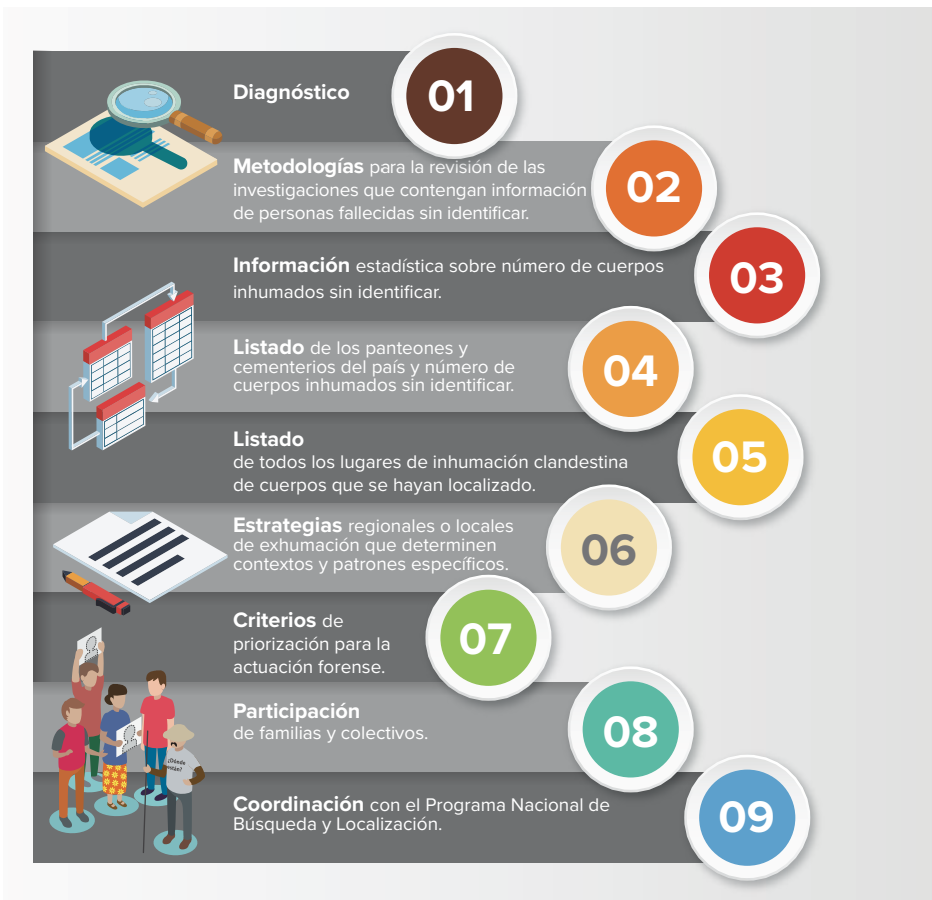 Diagnóstico
01
Metodologías para la revisión de las
investigaciones que contengan información
de personas fallecidas sin identificar.
02
Información estadística sobre número de cuerpos
inhumados sin identificar.
03
Listado de los panteones y
cementerios del país y número de
cuerpos inhumados sin identificar.
04
Listado
de todos los lugares de inhumación clandestina
de cuerpos que se hayan localizado.
05
Estrategias regionales o locales
de exhumación que determinen
contextos y patrones específicos.
06
Criterios de
priorización para la
actuación forense.
07
Participación
de familias y colectivos.
08
¿Dónde
están?
Coordinación con el Programa Nacional de
Búsqueda y Localización.
09